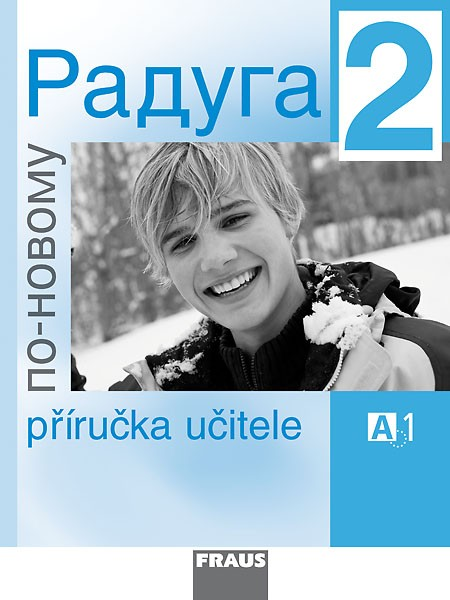 Радуга
2
по-новому
příručka učitele
A1
FRAUS